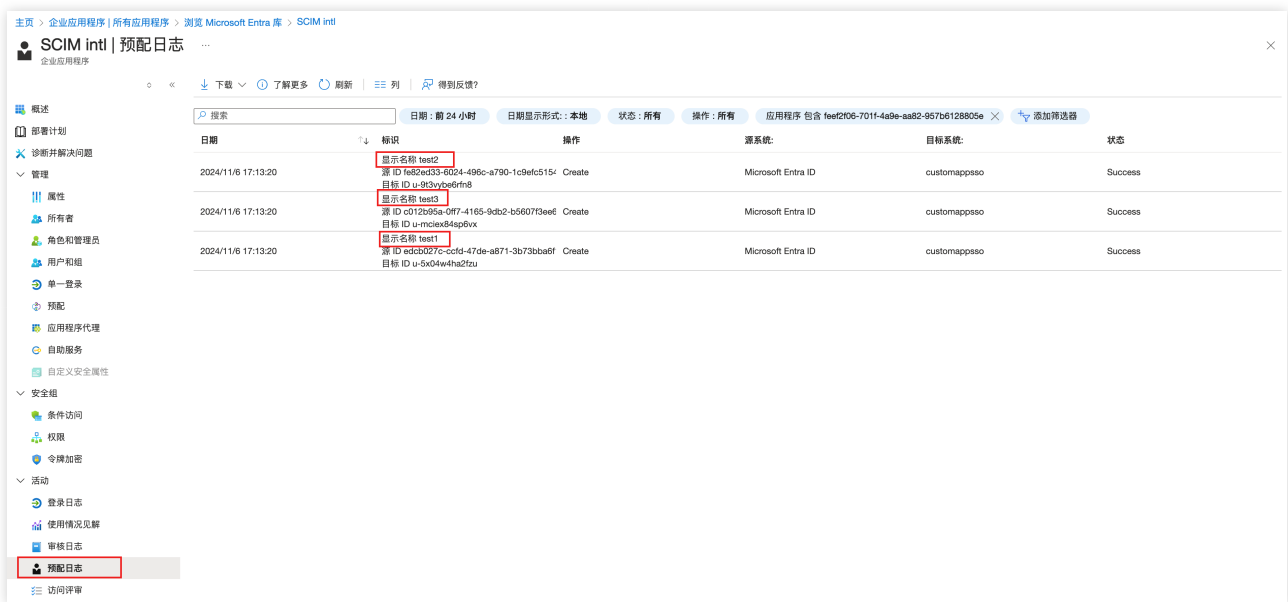 主页 > 企业应用程序 | 所有应用程序 > 浏览 Microsoft Entra 库 > SCIM intl
SCIM intl | 预配日志 ...
企业应用程序
下载 了解更多 刷新 列 得到反馈?
搜索 日期 : 前 24 小时 日期显示形式: : 本地 状态 : 所有 操作 : 所有 应用程序 包含 feef2f06-701f-4a9e-aa82-957b6128805e 添加筛选器
日期 标识 操作 源系统: 目标系统: 状态
显示名称 test2
2024/11/6 17:13:20 源 ID fe82ed33-6024-496c-a790-1c9efc5154 Create Microsoft Entra ID customappsso Success
目标 ID u-9t3vybe6rfn8
显示名称 test3
2024/11/6 17:13:20 源 ID c012b95a-0ff7-4165-9db2-b5607f3ee6 Create Microsoft Entra ID customappsso Success
目标 ID u-mciex84sp6vx
显示名称 test1
2024/11/6 17:13:20 源 ID edcb027c-ccfd-47de-a871-3b73bba6f Create Microsoft Entra ID customappsso Success
目标 ID u-5x04w4ha2fzu
概述
部署计划
诊断并解决问题
管理
属性
所有者
角色和管理员
用户和组
单一登录
预配
应用程序代理
自助服务
自定义安全属性
安全组
条件访问
权限
令牌加密
活动
登录日志
使用情况见解
审核日志
预配日志
访问评审